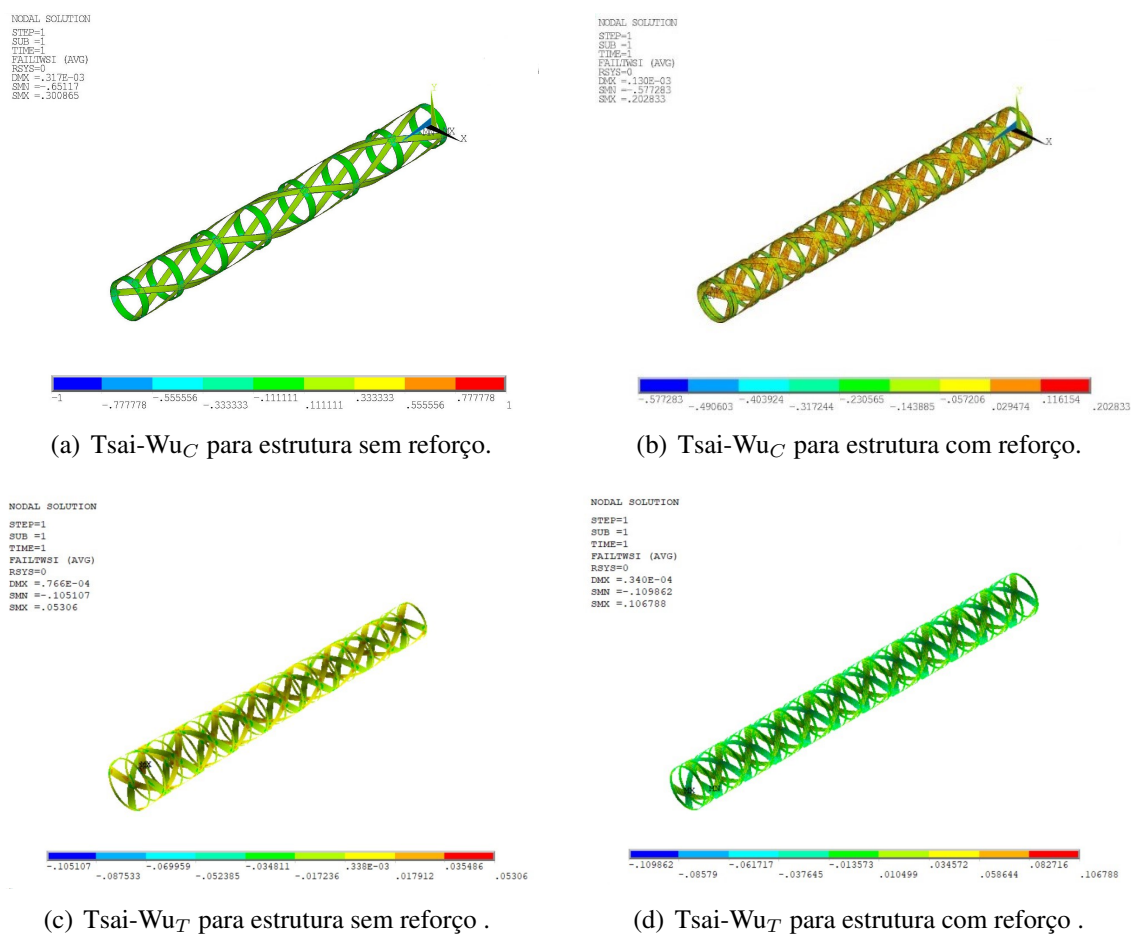 NODAL SOLUTION
STEP=1
SUB =1
TIME=1
FAILTWSI (AVG)
RSYS=0
DMX =.317E-03
SMN =-.65117
SMX =.300865
Y
MX
X
-1
-.777778
-.555556
-.333333
-.111111
.111111
.333333
.555556
.777778
1
(a) Tsai-Wu_C para estrutura sem reforço.
NODAL SOLUTION
STEP=1
SUB =1
TIME=1
FAILTWSI (AVG)
RSYS=0
DMX =.130E-03
SMN =-.577283
SMX =.202833
Y
X
-.577283
-.490603
-.403924
-.317244
-.230565
-.143885
-.057206
.029474
.116154
.202833
(b) Tsai-Wu_C para estrutura com reforço.
NODAL SOLUTION
STEP=1
SUB =1
TIME=1
FAILTWSI (AVG)
RSYS=0
DMX =.766E-04
SMN =-.105107
SMX =.05306
MX
-.105107
-.087533
-.069959
-.052385
-.034811
-.017236
.338E-03
.017912
.035486
.05306
(c) Tsai-Wu_T para estrutura sem reforço .
NODAL SOLUTION
STEP=1
SUB =1
TIME=1
FAILTWSI (AVG)
RSYS=0
DMX =.340E-04
SMN =-.109862
SMX =.106788
MX
MN
-.109862
-.08579
-.061717
-.037645
-.013573
.010499
.034572
.058644
.082716
.106788
(d) Tsai-Wu_T para estrutura com reforço .